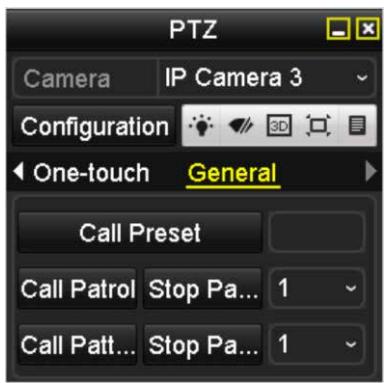 PTZ
Camera IP Camera 3
Configuration 3D
One-touch General
Call Preset
Call Patrol Stop Pa... 1
Call Patt... Stop Pa... 1